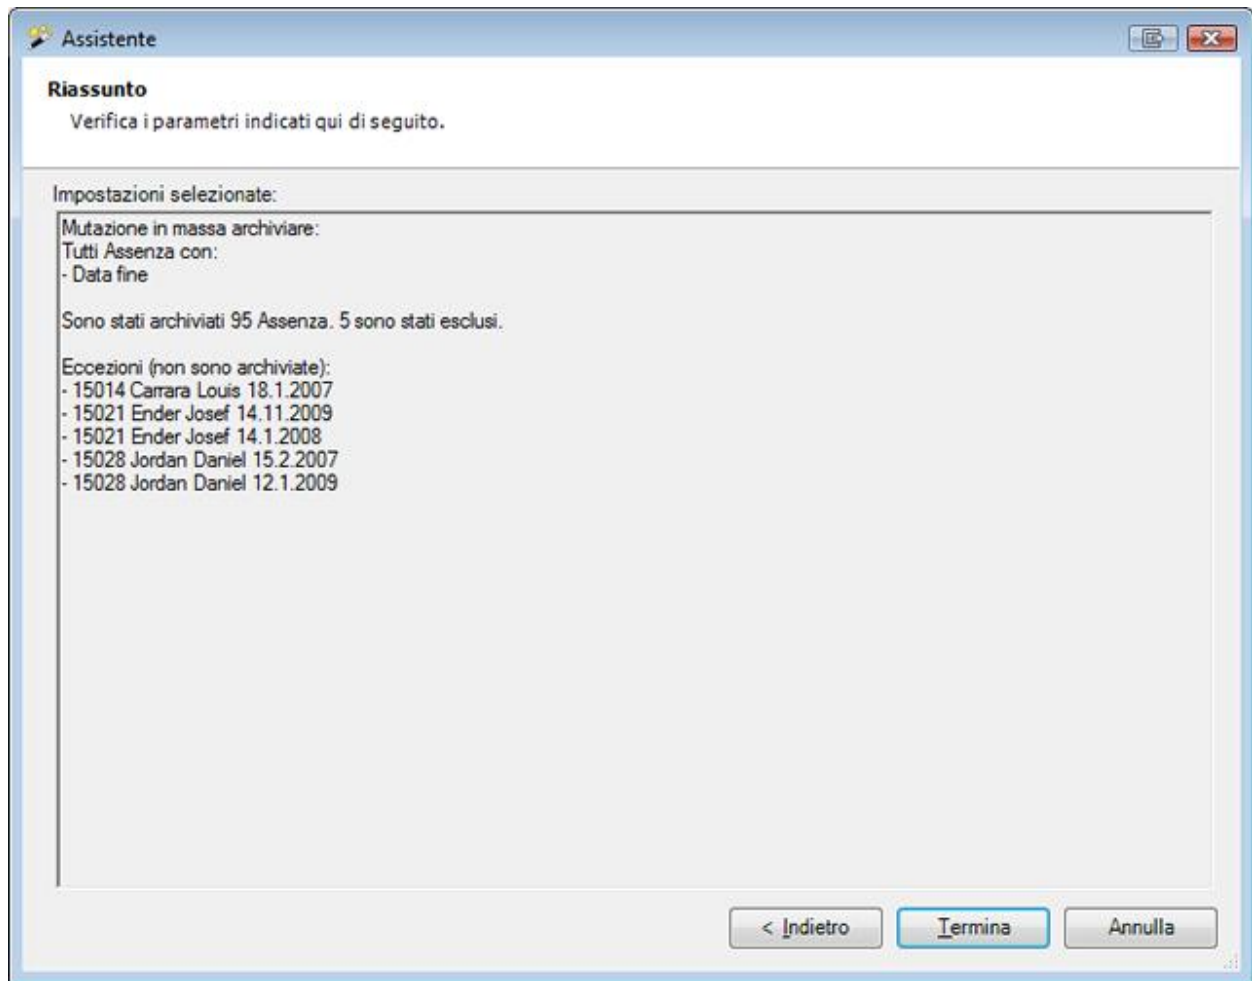 Assistente
Riassunto
Verifica i parametri indicati qui di seguito.
Impostazioni selezionate:
Mutazione in massa archiviare:
Tutti Assenza con:
- Data fine
Sono stati archiviati 95 Assenza. 5 sono stati esclusi.
Eccezioni (non sono archiviate):
- 15014 Carrara Louis 18.1.2007
- 15021 Ender Josef 14.11.2009
- 15021 Ender Josef 14.1.2008
- 15028 Jordan Daniel 15.2.2007
- 15028 Jordan Daniel 12.1.2009
< Indietro Termina Annulla